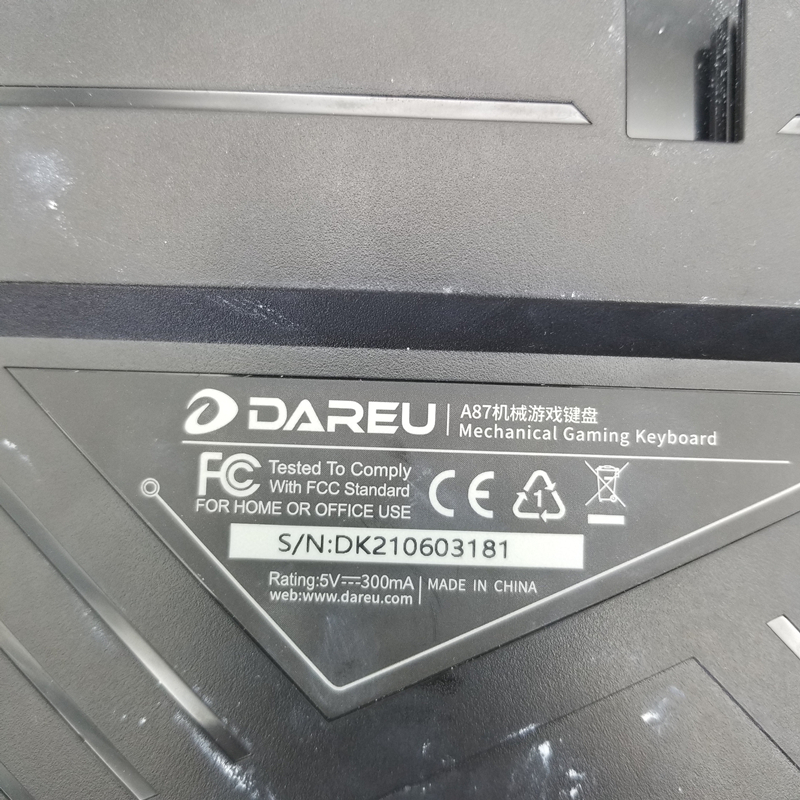 DAREU
A87机械游戏键盘
Mechanical Gaming Keyboard
FC
Tested To Comply
With FCC Standard
FOR HOME OR OFFICE USE
CE
1
S/N:DK210603181
Rating:5V⎓300mA
MADE IN CHINA
web:www.dareu.com